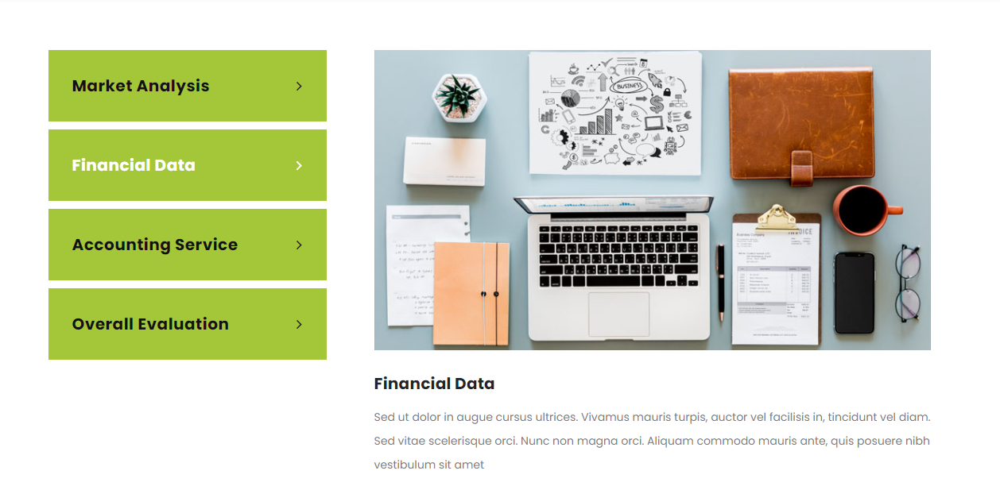 Market Analysis
Financial Data
Accounting Service
Overall Evaluation
BUSINESS
Business Company
Financial Data
Sed ut dolor in augue cursus ultrices. Vivamus mauris turpis, auctor vel facilisis in, tincidunt vel diam.
Sed vitae scelerisque orci. Nunc non magna orci. Aliquam commodo mauris ante, quis posuere nibh
vestibulum sit amet